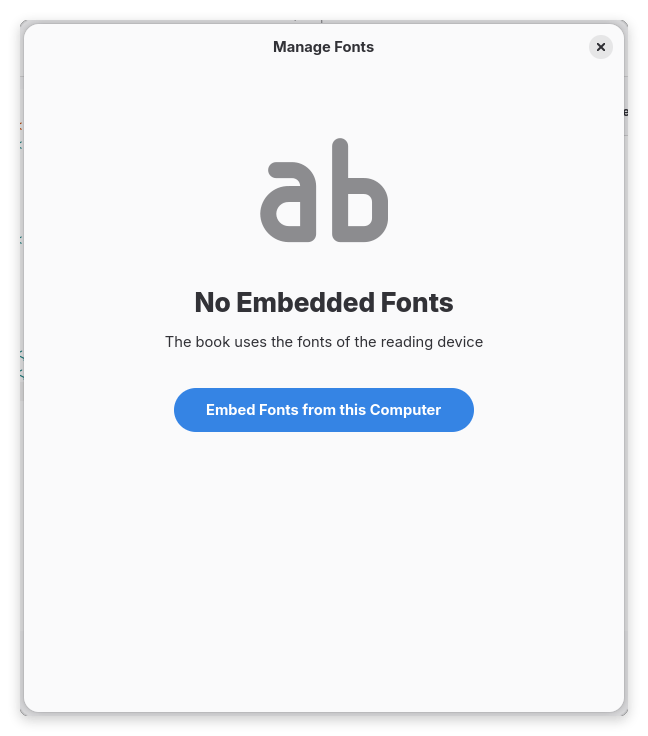 Manage Fonts
ab
No Embedded Fonts
The book uses the fonts of the reading device
Embed Fonts from this Computer